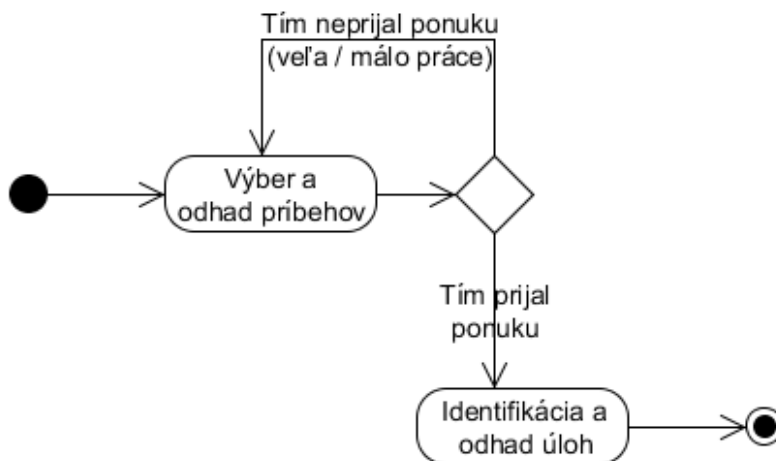 Tím neprijal ponuku
(veľa / málo práce)
Výber a
odhad príbehov
Tím prijal
ponuku
Identifikácia a
odhad úloh